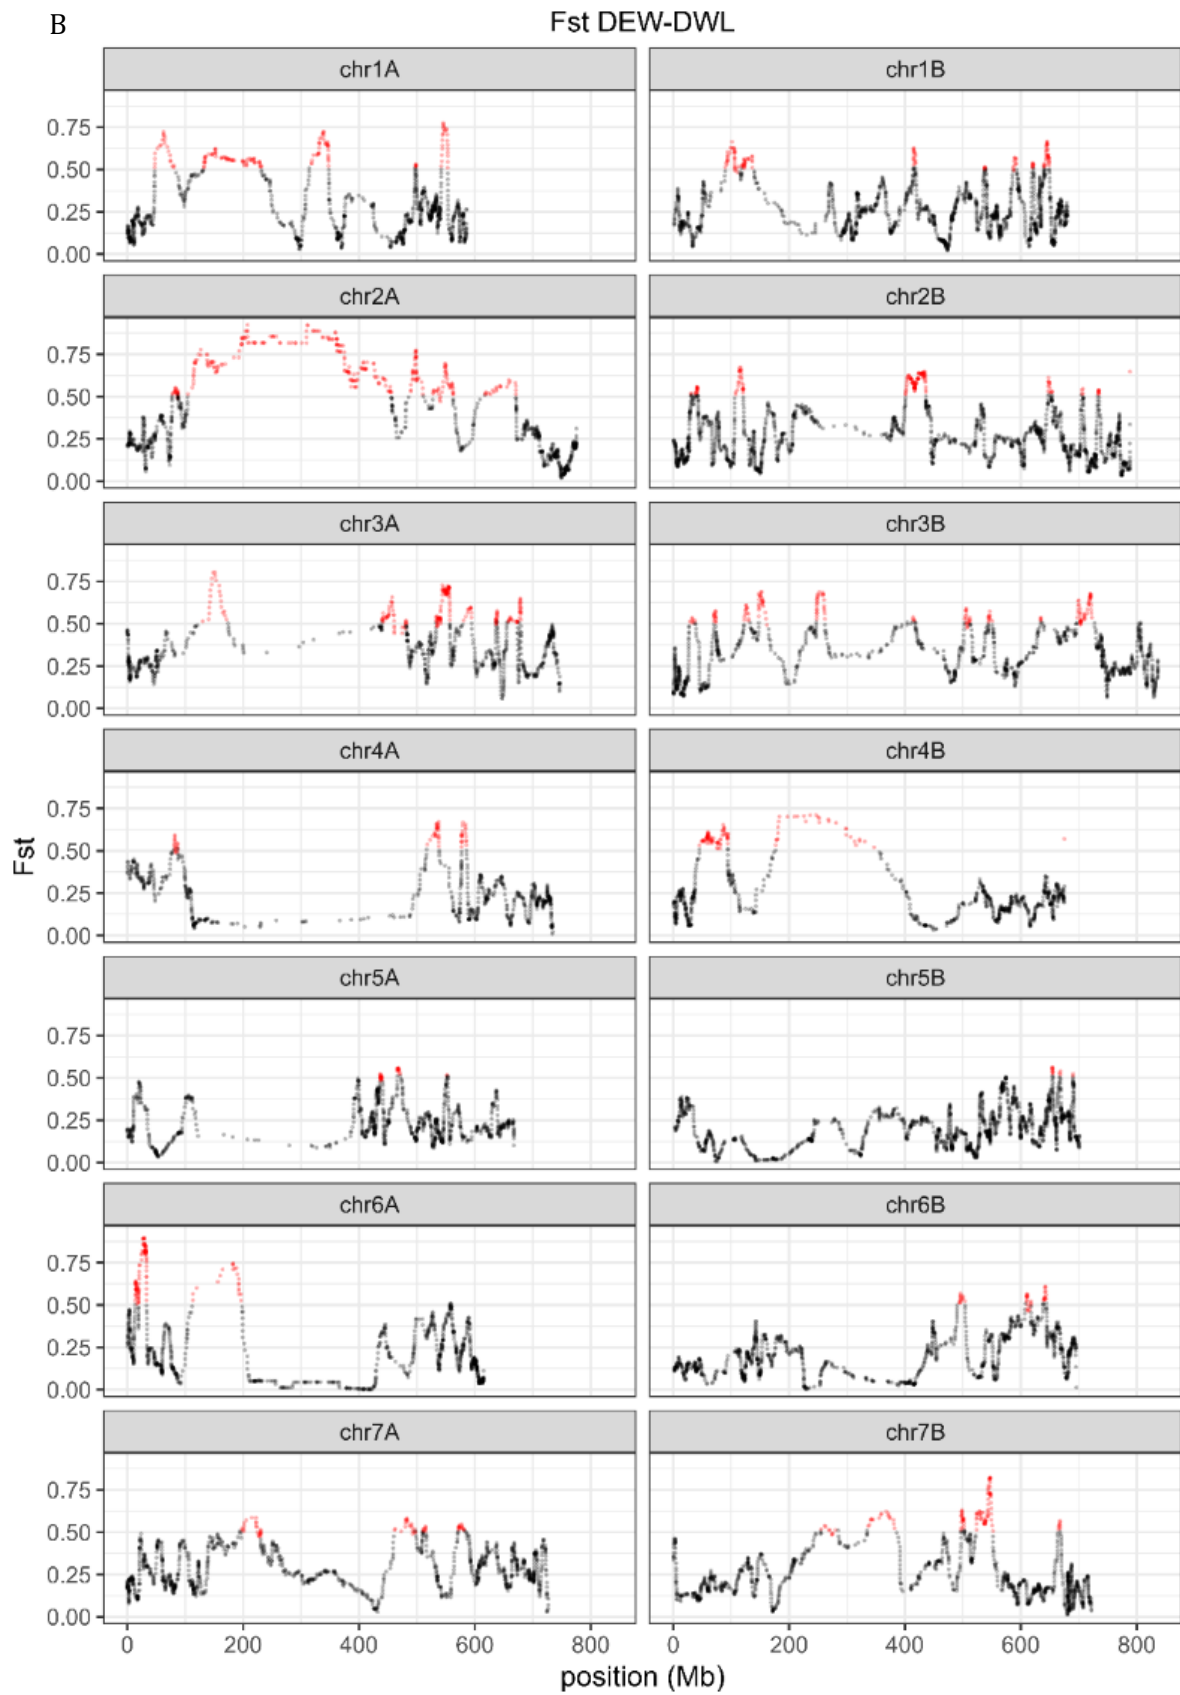 B
Fst DEW-DWL
chr1A chr1B
0.75
0.50
0.25
0.00
chr2A chr2B
0.75
0.50
0.25
0.00
chr3A chr3B
0.75
0.50
0.25
0.00
chr4A chr4B
0.75
0.50
0.25
0.00
Fst
chr5A chr5B
0.75
0.50
0.25
0.00
chr6A chr6B
0.75
0.50
0.25
0.00
chr7A chr7B
0.75
0.50
0.25
0.00
0 200 400 600 800 0 200 400 600 800
position (Mb)